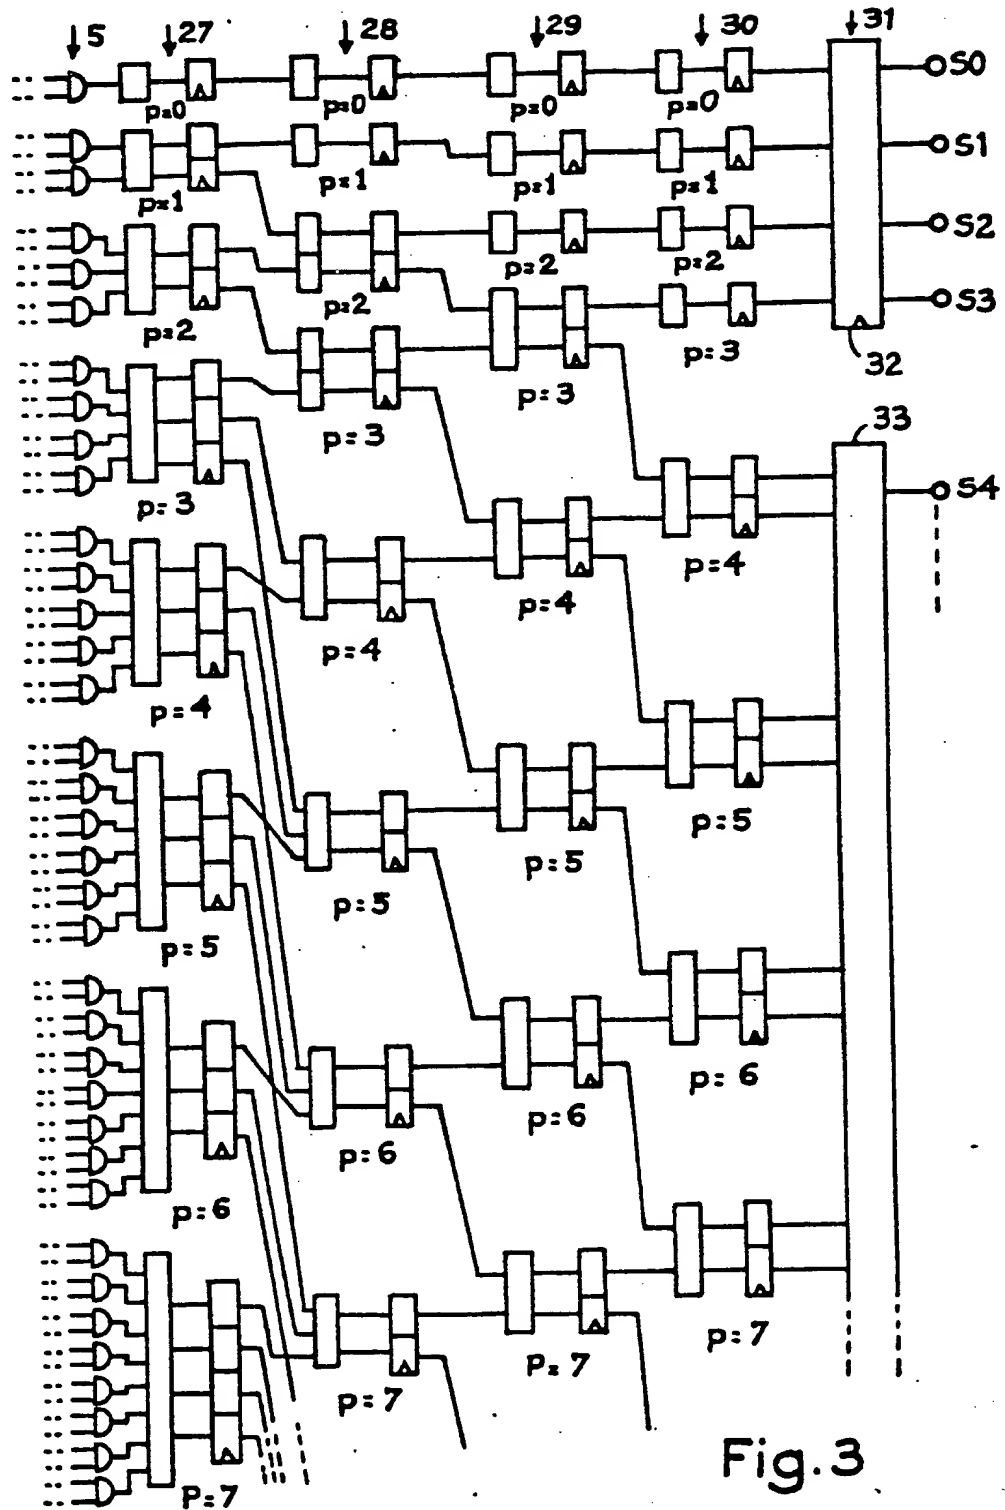 5 27 28 29 30 31
S0
p=0 p=0 p=0 p=0
S1
p=1 p=1 p=1 p=1
S2
p=2 p=2 p=2 p=2
S3
p=3 p=3 p=3 p=3
32
33
S4
p=4 p=4 p=4 p=4
p=5 p=5 p=5 p=5
p=6 p=6 p=6 p=6
P=7 p=7 P=7 p=7
Fig.3